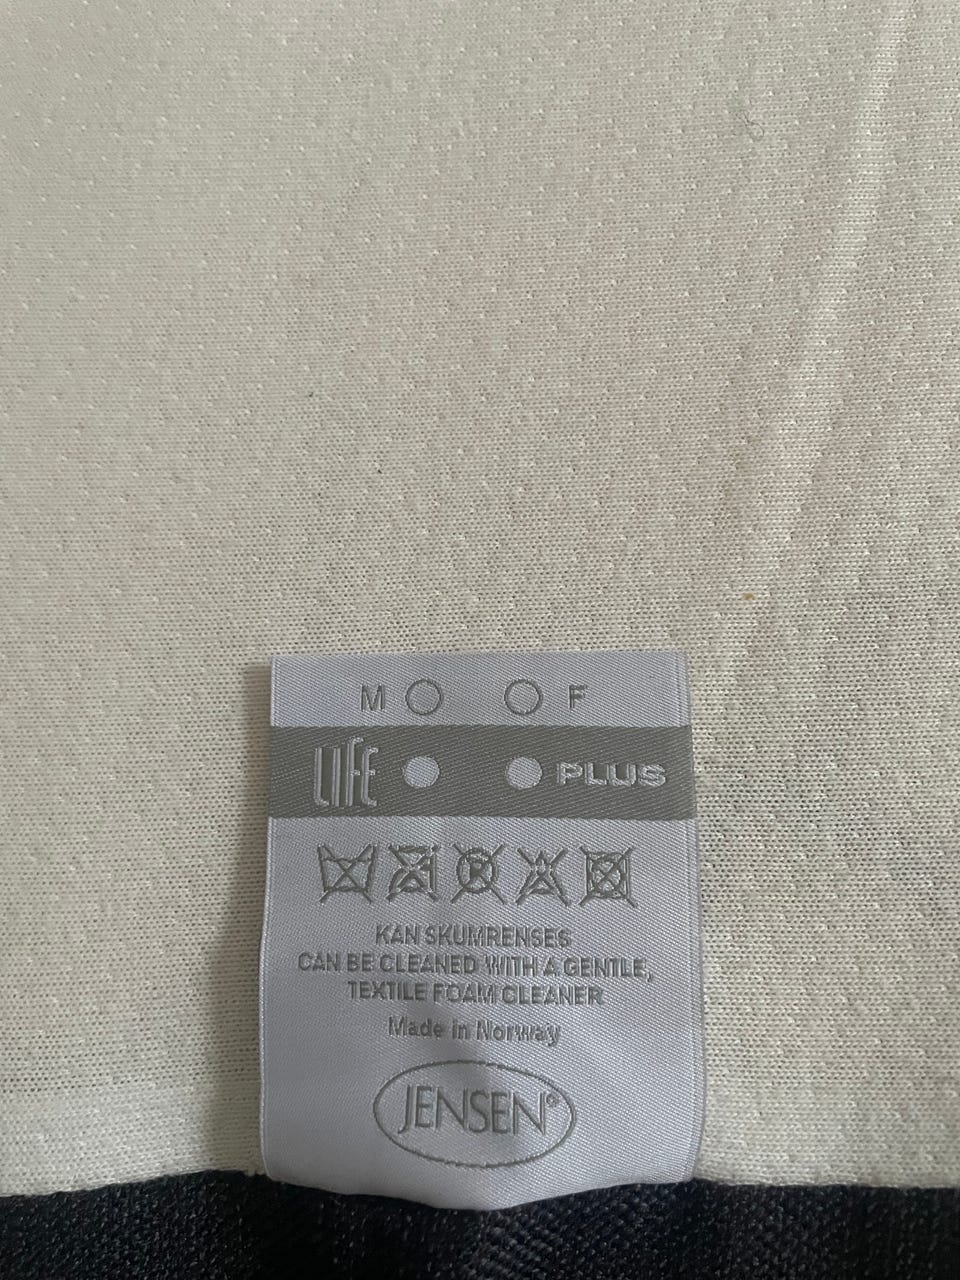 M F
LIFE PLUS
KAN SKUMRENSES
CAN BE CLEANED WITH A GENTLE,
TEXTILE FOAM CLEANER
Made in Norway
JENSEN®